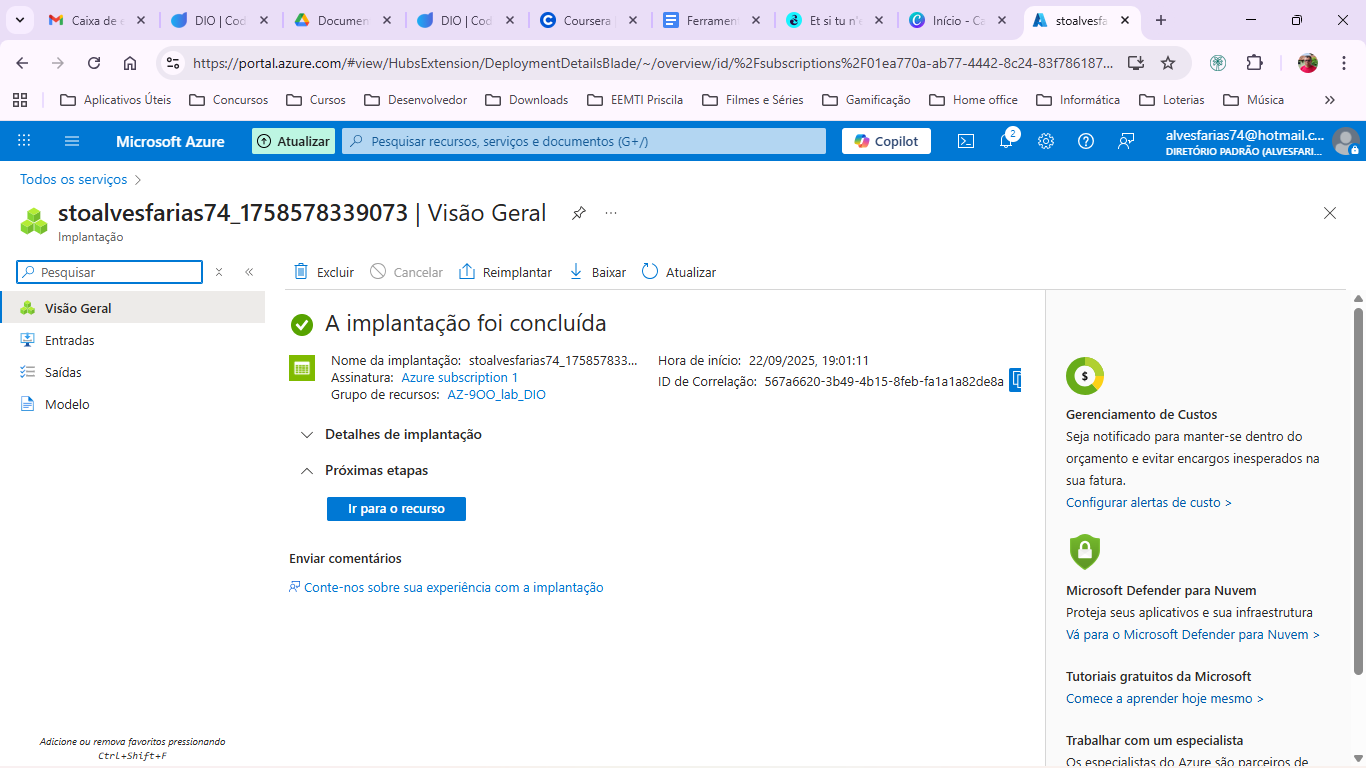 Caixa de e
DIO | Cod
Documen
DIO | Cod
Coursera
Ferrament
Et si tu n'e
Início - Ca
stoalvesfa
https://portal.azure.com/#view/HubsExtension/DeploymentDetailsBlade/~/overview/id/%2Fsubscriptions%2F01ea770a-ab77-4442-8c24-83f786187...
Aplicativos Úteis
Concursos
Cursos
Desenvolvedor
Downloads
EEMTI Priscila
Filmes e Séries
Gamificação
Home office
Informática
Loterias
Música
Microsoft Azure
Atualizar
Pesquisar recursos, serviços e documentos (G+/)
Copilot
2
alvesfarias74@hotmail.c...
DIRETÓRIO PADRÃO (ALVESFARI...
Todos os serviços
stoalvesfarias74_1758578339073 | Visão Geral
Implantação
Pesquisar
Excluir
Cancelar
Reimplantar
Baixar
Atualizar
Visão Geral
Entradas
Saídas
Modelo
A implantação foi concluída
Nome da implantação: stoalvesfarias74_175857833...
Assinatura: Azure subscription 1
Grupo de recursos: AZ-9OO_lab_DIO
Hora de início: 22/09/2025, 19:01:11
ID de Correlação: 567a6620-3b49-4b15-8feb-fa1a1a82de8a
Detalhes de implantação
Próximas etapas
Ir para o recurso
Enviar comentários
Conte-nos sobre sua experiência com a implantação
Gerenciamento de Custos
Seja notificado para manter-se dentro do
orçamento e evitar encargos inesperados na
sua fatura.
Configurar alertas de custo >
Microsoft Defender para Nuvem
Proteja seus aplicativos e sua infraestrutura
Vá para o Microsoft Defender para Nuvem >
Tutoriais gratuitos da Microsoft
Comece a aprender hoje mesmo >
Trabalhar com um especialista
Os especialistas do Azure são parceiros de
Adicione ou remova favoritos pressionando
Ctrl+Shift+F